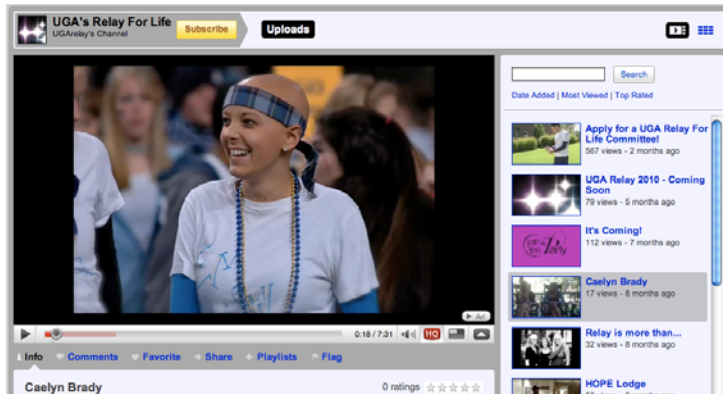 UGA's Relay For Life
UGArelay's Channel
Subscribe
Uploads
Search
Date Added | Most Viewed | Top Rated
Apply for a UGA Relay For
Life Committee!
567 views - 2 months ago
UGA Relay 2010 - Coming
Soon
79 views - 5 months ago
It's Coming!
112 views - 7 months ago
Caelyn Brady
17 views - 8 months ago
Relay is more than...
32 views - 8 months ago
HOPE Lodge
Ad
0:18 / 7:31
HQ
Info
Comments
Favorite
Share
Playlists
Flag
Caelyn Brady
0 ratings